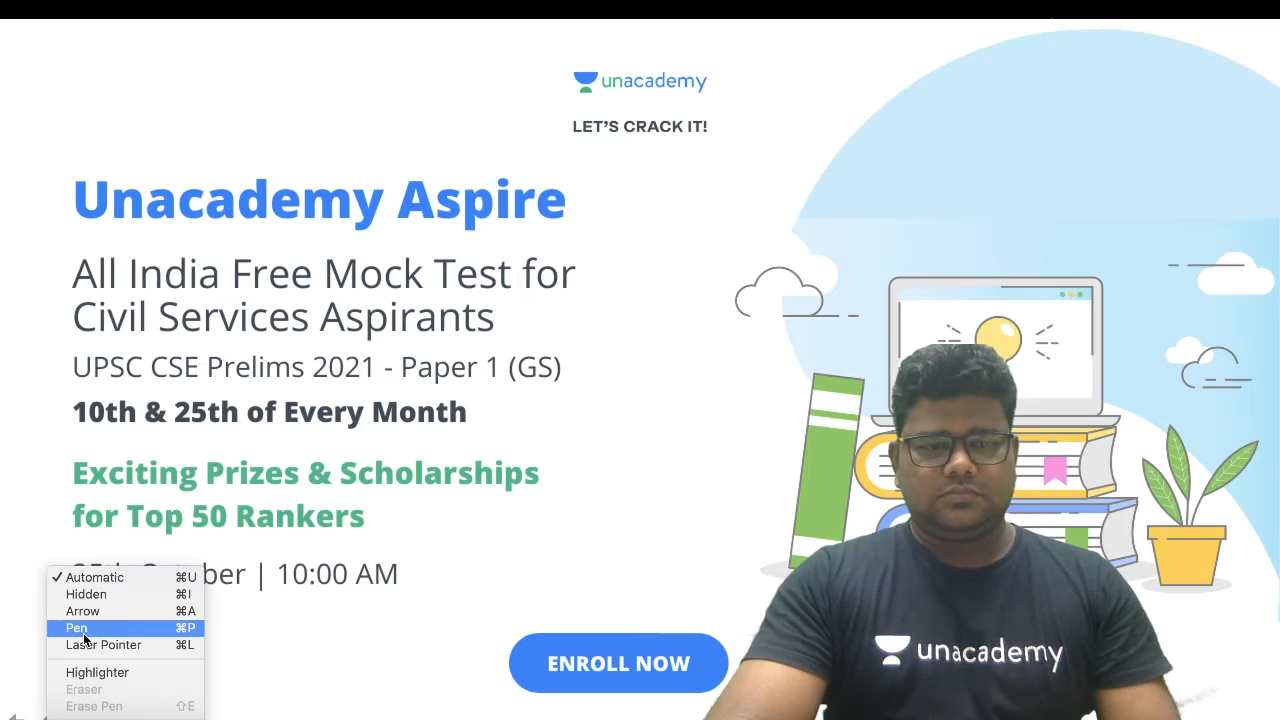 unacademy
LET'S CRACK IT!
Unacademy Aspire
All India Free Mock Test for
Civil Services Aspirants
UPSC CSE Prelims 2021 - Paper 1 (GS)
10th & 25th of Every Month
Exciting Prizes & Scholarships
for Top 50 Rankers
| 10:00 AM
✓ Automatic ⌘U
Hidden ⌘I
Arrow ⌘A
Pen ⌘P
Laser Pointer ⌘L
Highlighter
Eraser
Erase Pen ⇧E
ENROLL NOW
unacademy